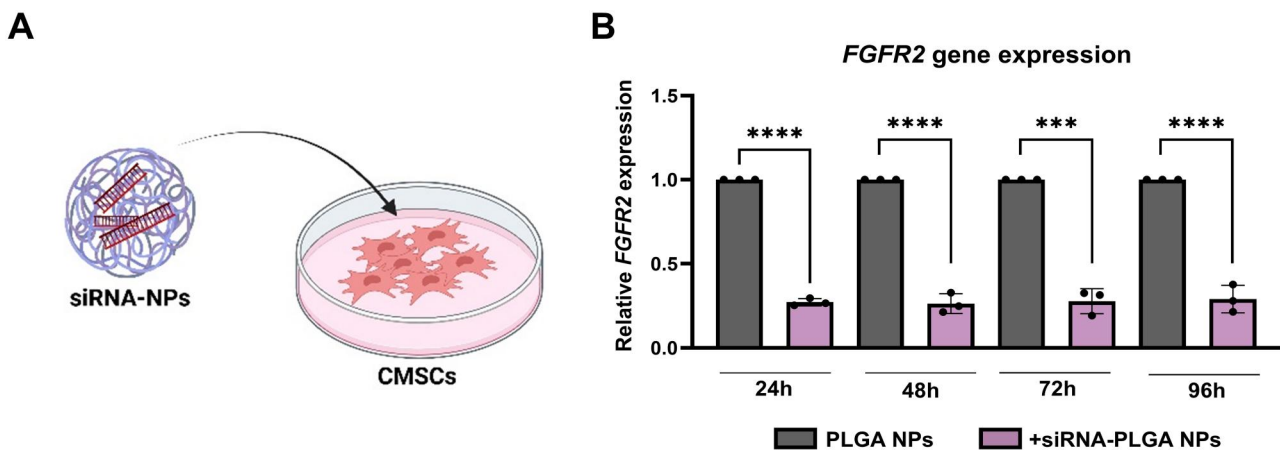 A
siRNA-NPs
CMSCs
B
FGFR2 gene expression
Relative FGFR2 expression
1.5
1.0
0.5
0.0
**** **** *** ****
24h 48h 72h 96h
PLGA NPs +siRNA-PLGA NPs